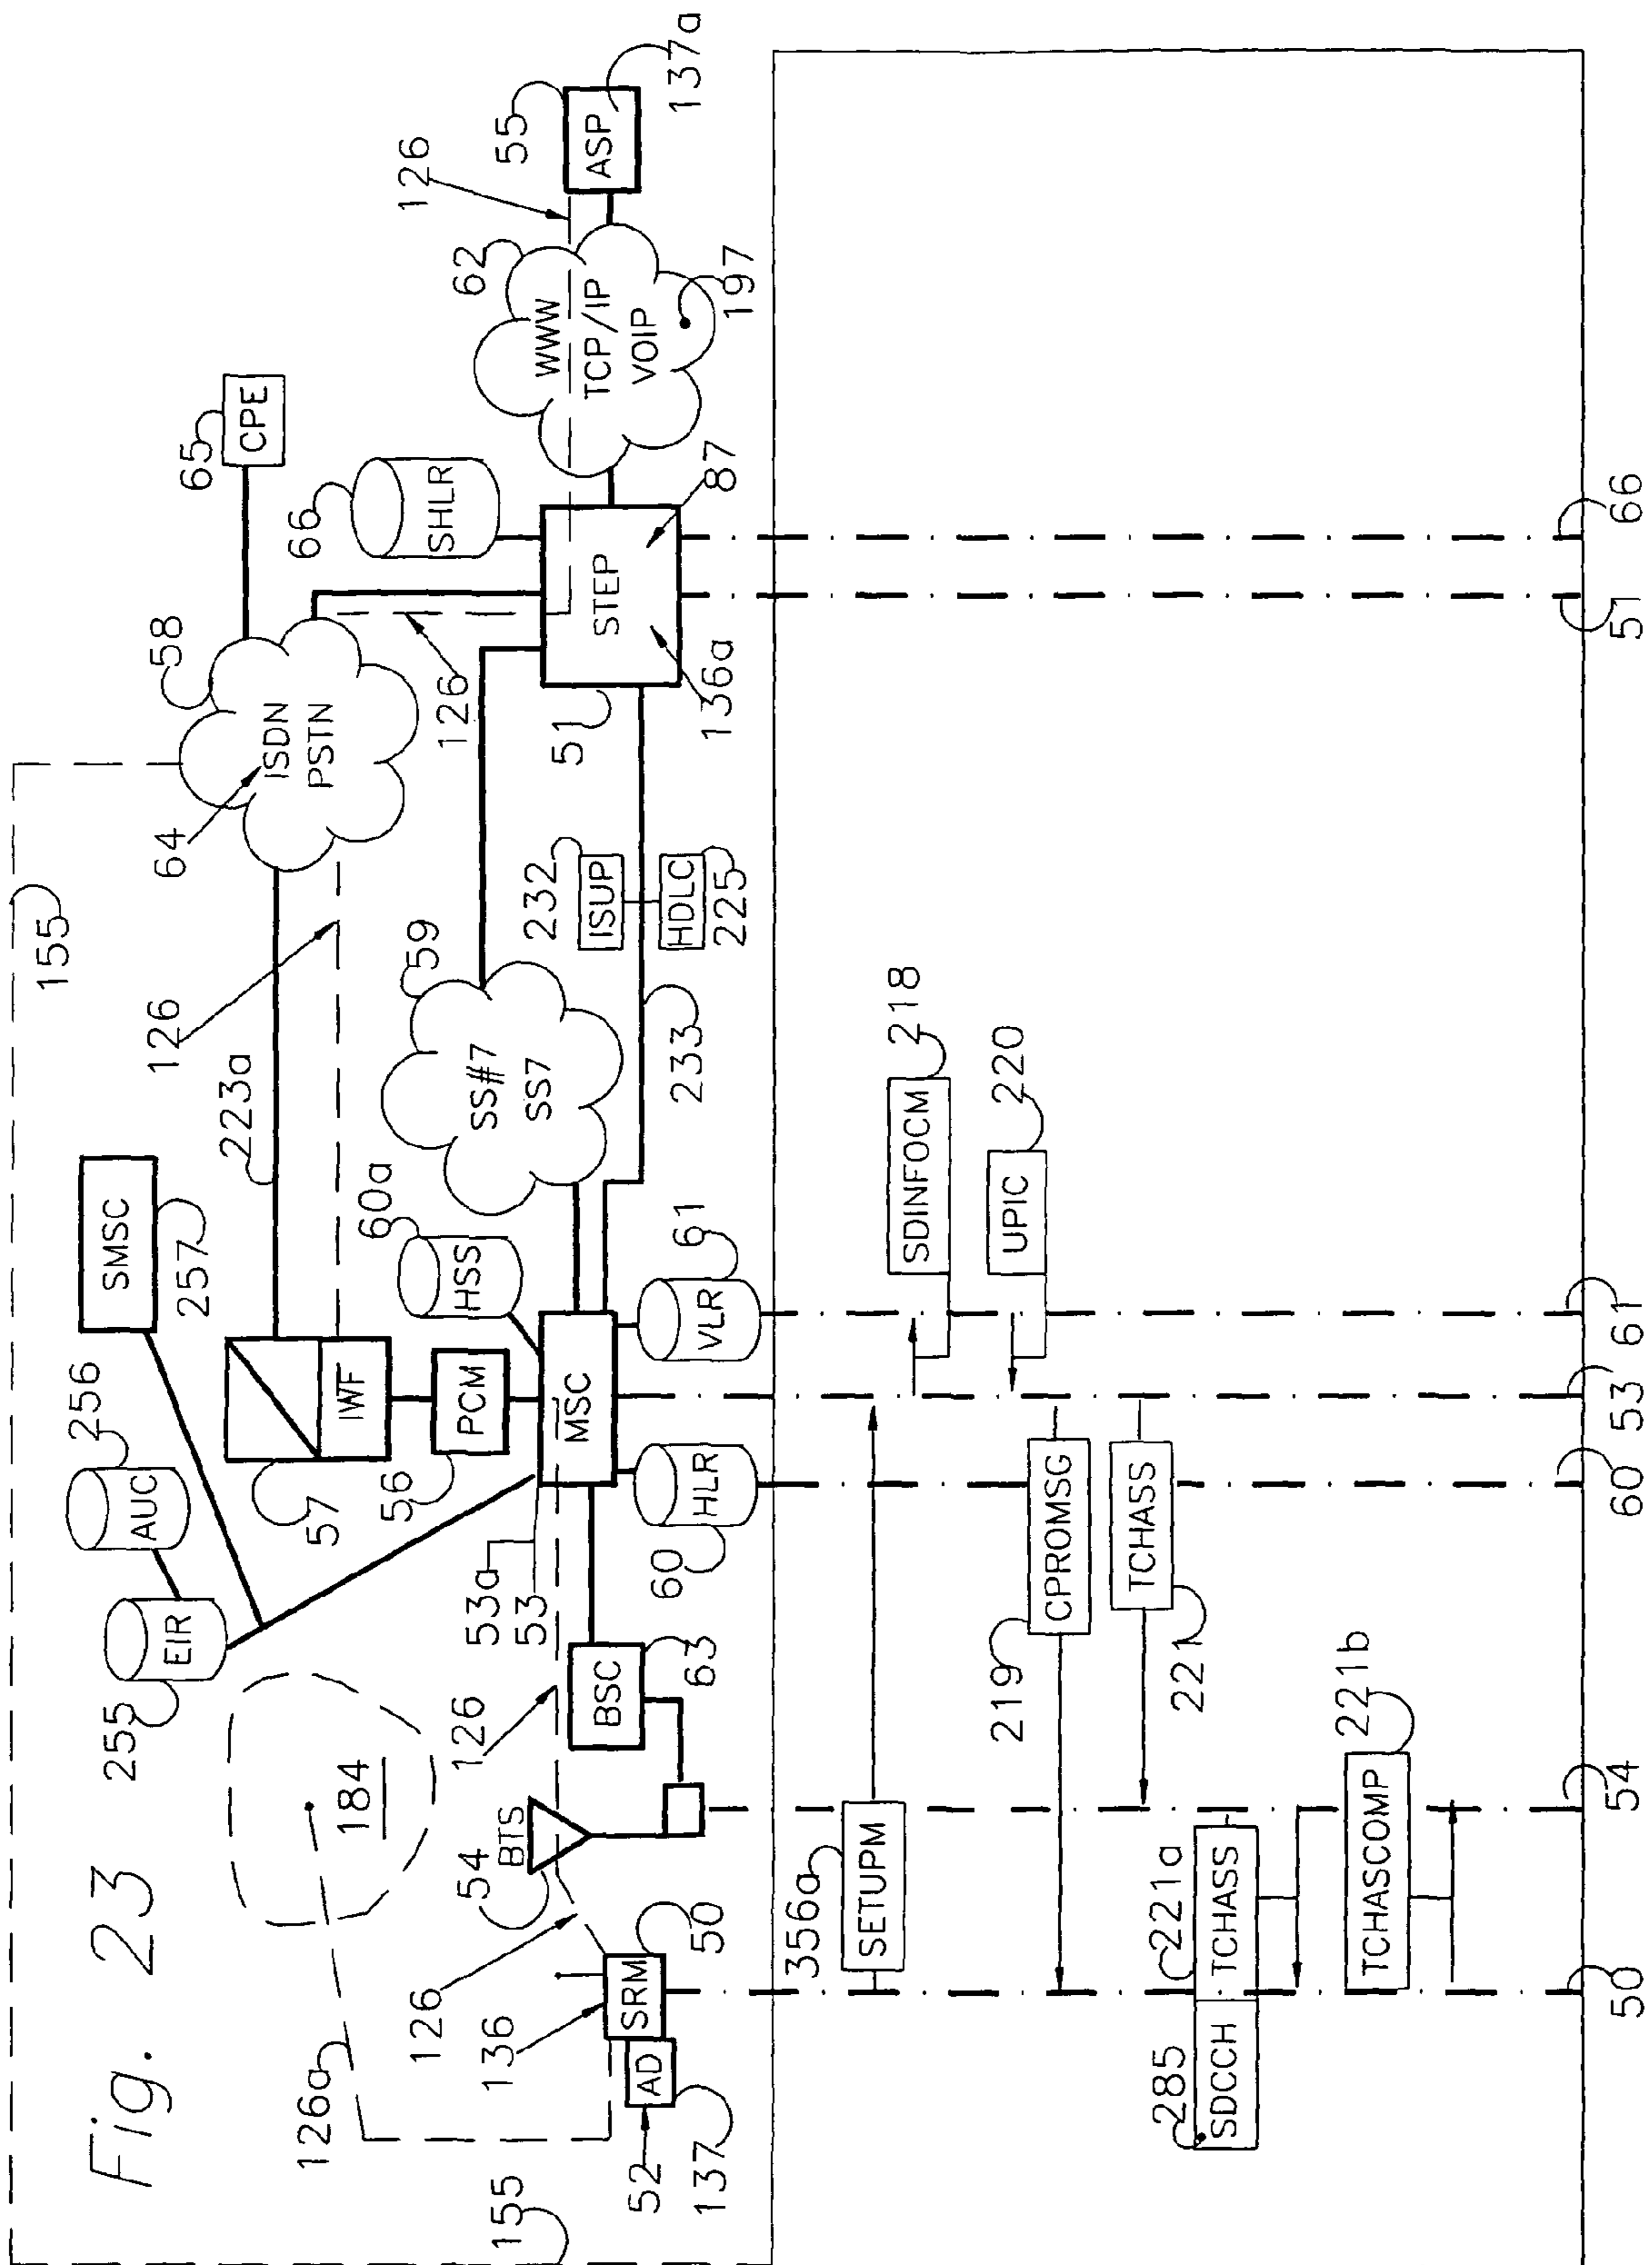 Fig. 23
155
155
126a
184
255
EIR
AUC
256
SMSC
257
223a
126
64
ISDN
PSTN
58
65
CPE
57
IWF
56
PCM
HSS
60a
SS#7
SS7
59
126
66
SHLR
62
WWW
TCP/IP
VOIP
197
126
55
ASP
137a
52
AD
137
136
SRM
50
126
54
BTS
126
BSC
63
53a
53
MSC
60
HLR
VLR
61
233
232
ISUP
HDLC
225
51
STEP
136a
87
356a
SETUPM
SDINFOCM
218
UPIC
220
219
CPROMSG
TCHASS
221
285
SDCCH
221a
TCHASS
TCHASCOMP
221b
50
54
60
53
61
51
66